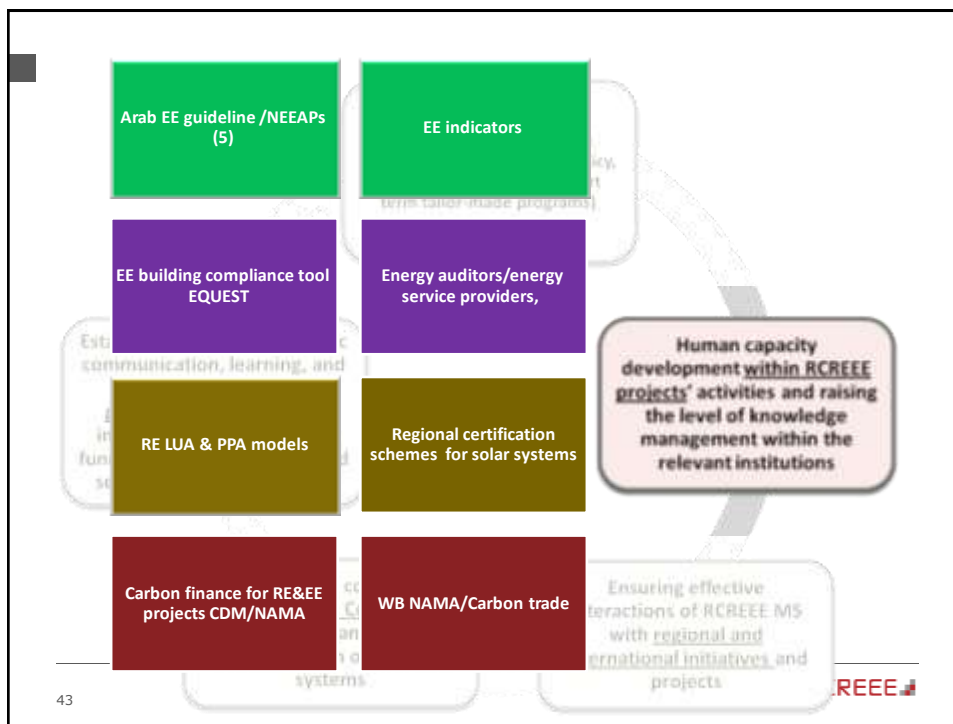 Arab EE guideline /NEEAPs
(5)
EE indicators
term tailor-made programs)
EE building compliance tool
EQUEST
Energy auditors/energy
service providers,
communication, learning, and
Human capacity
development within RCREEE
projects' activities and raising
the level of knowledge
management within the
relevant institutions
RE LUA & PPA models
Regional certification
schemes for solar systems
Carbon finance for RE&EE
projects CDM/NAMA
WB NAMA/Carbon trade
Ensuring effective
teractions of RCREEE MS
with regional and
ernational initiatives and
projects
systems
43
REEE